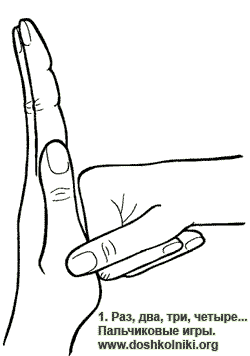 1. Раз, два, три, четыре...
Пальчиковые игры.
www.doshkolniki.org